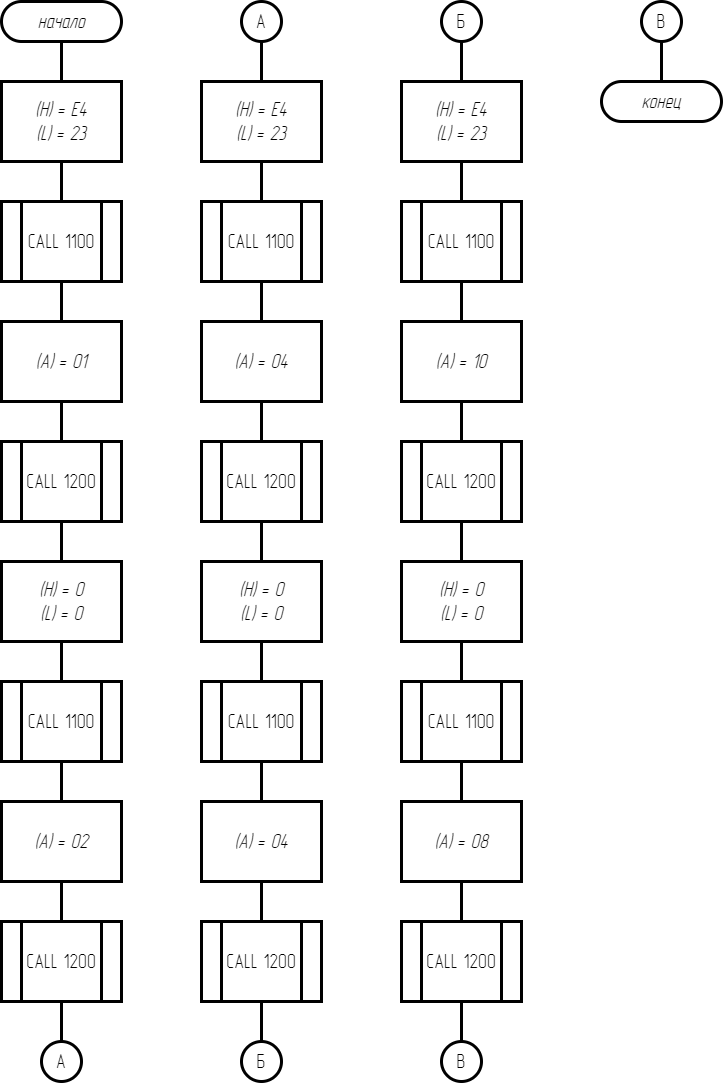 начало
(H) = E4
(L) = 23
CALL 1100
(A) = 01
CALL 1200
(H) = 0
(L) = 0
CALL 1100
(A) = 02
CALL 1200
А
А
(H) = E4
(L) = 23
CALL 1100
(A) = 04
CALL 1200
(H) = 0
(L) = 0
CALL 1100
(A) = 04
CALL 1200
Б
Б
(H) = E4
(L) = 23
CALL 1100
(A) = 10
CALL 1200
(H) = 0
(L) = 0
CALL 1100
(A) = 08
CALL 1200
В
В
конец